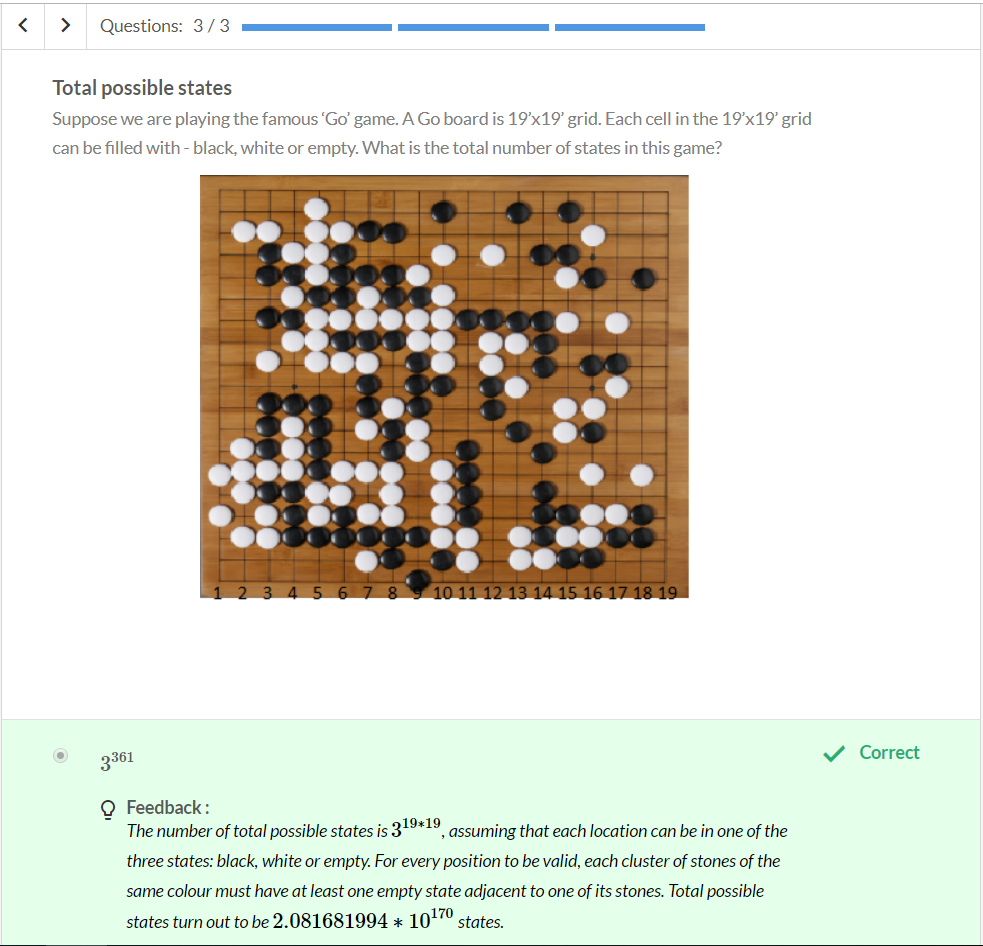 Questions: 3 / 3
Total possible states
Suppose we are playing the famous ‘Go’ game. A Go board is 19’x19’ grid. Each cell in the 19’x19’ grid
can be filled with - black, white or empty. What is the total number of states in this game?
1 2 3 4 5 6 7 8 9 10 11 12 13 14 15 16 17 18 19
3^361
Correct
Feedback :
The number of total possible states is 3^19∗19, assuming that each location can be in one of the
three states: black, white or empty. For every position to be valid, each cluster of stones of the
same colour must have at least one empty state adjacent to one of its stones. Total possible
states turn out to be 2.081681994 ∗ 10^170 states.